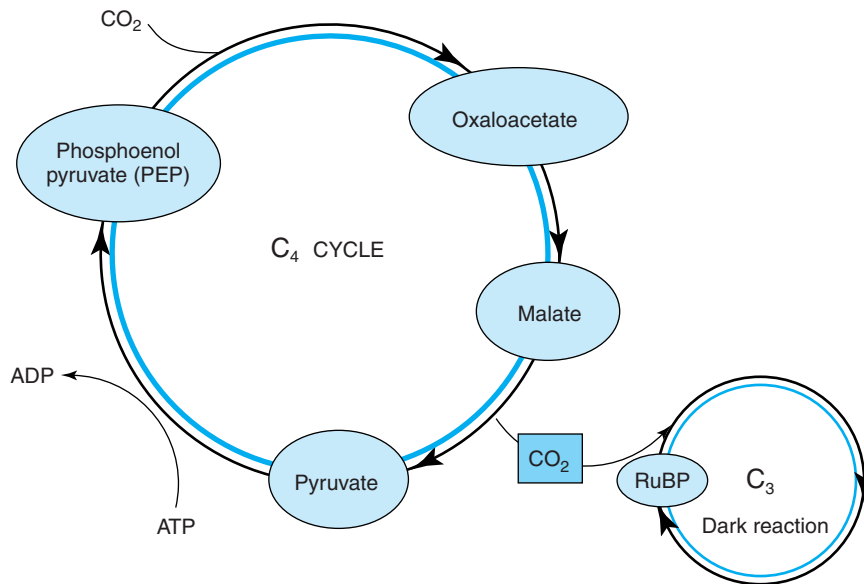 CO₂
Oxaloacetate
Phosphoenol
pyruvate (PEP)
C₄ CYCLE
Malate
ADP
CO₂
RuBP
C₃
Pyruvate
Dark reaction
ATP